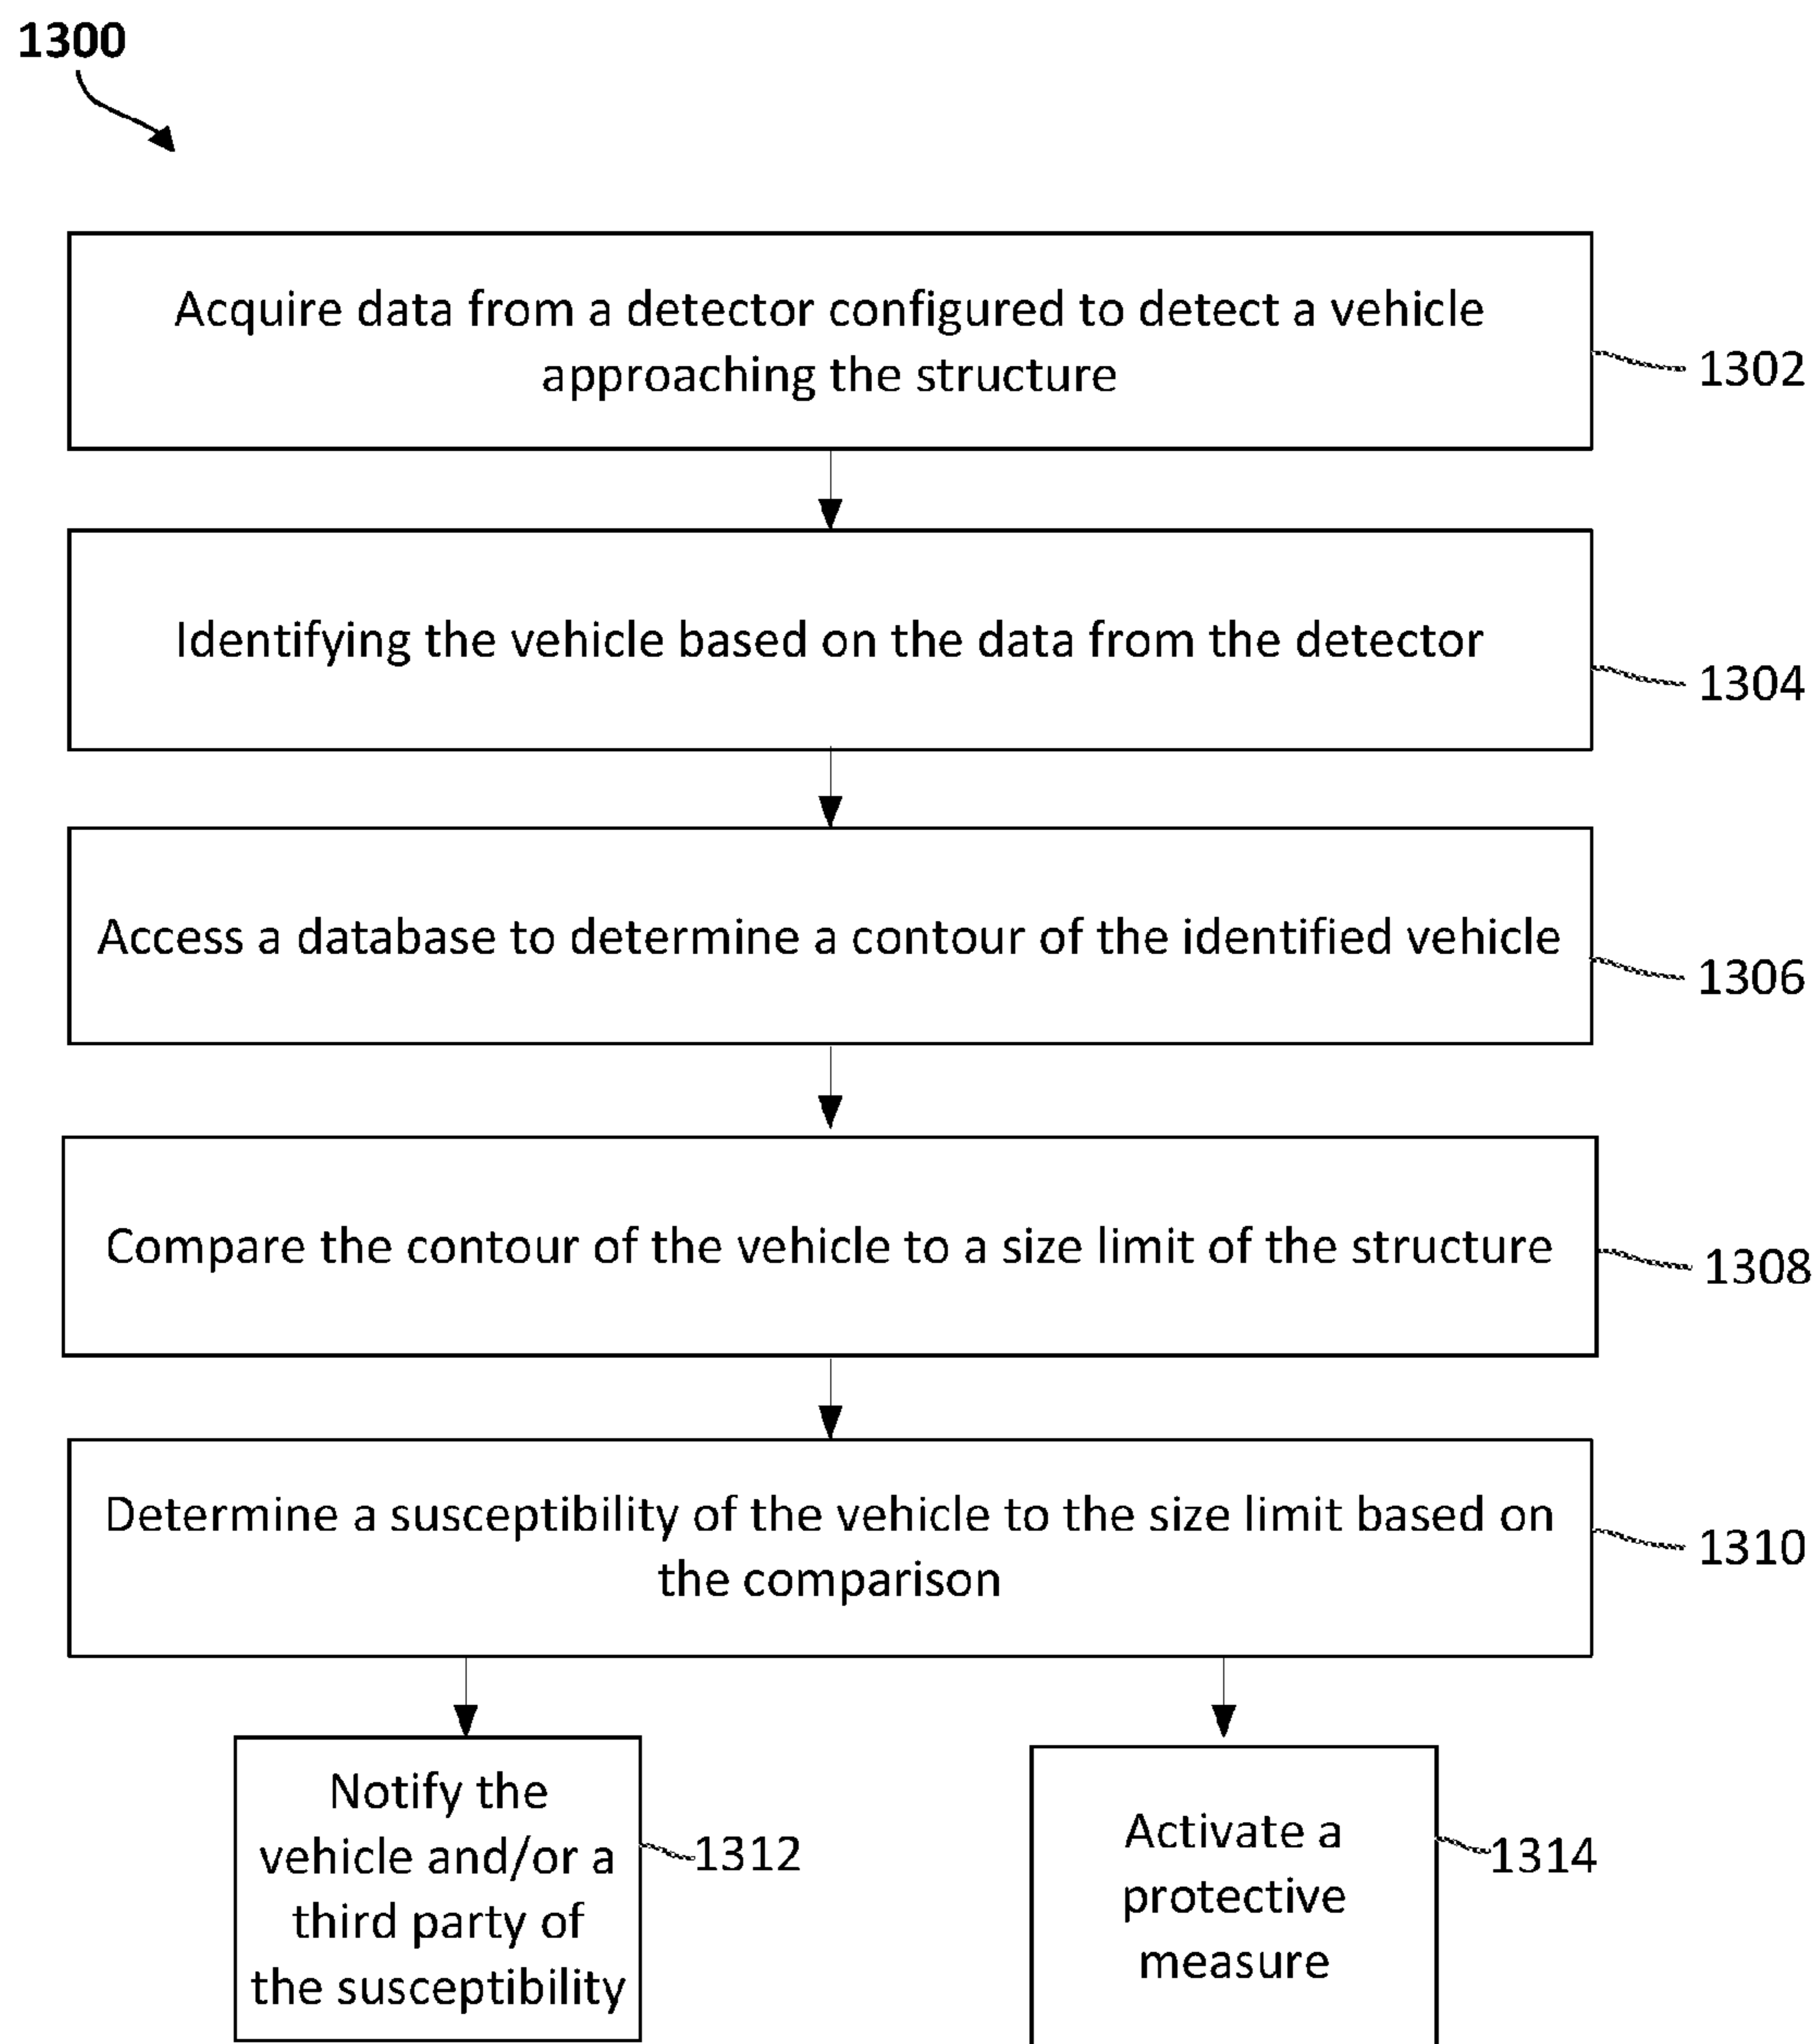 1300
Acquire data from a detector configured to detect a vehicle
approaching the structure
1302
Identifying the vehicle based on the data from the detector
1304
Access a database to determine a contour of the identified vehicle
1306
Compare the contour of the vehicle to a size limit of the structure
1308
Determine a susceptibility of the vehicle to the size limit based on
the comparison
1310
Notify the
vehicle and/or a
third party of
the susceptibility
1312
Activate a
protective
measure
1314